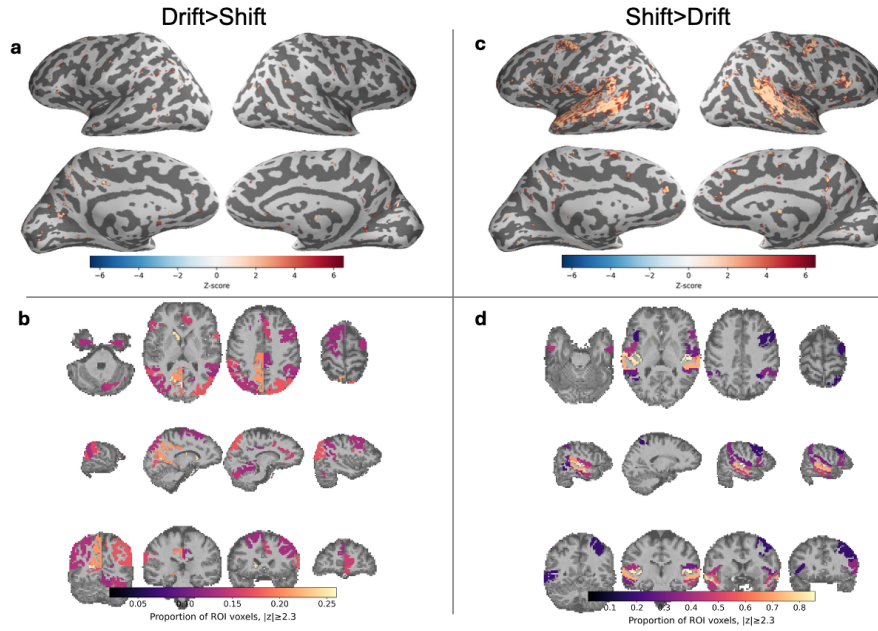 Drift>Shift
Shift>Drift
a
c
−6 −4 −2 0 2 4 6
Z-score
−6 −4 −2 0 2 4 6
Z-score
b
d
0.05 0.10 0.15 0.20 0.25
Proportion of ROI voxels, |z|≥2.3
0.1 0.2 0.3 0.4 0.5 0.6 0.7 0.8
Proportion of ROI voxels, |z|≥2.3